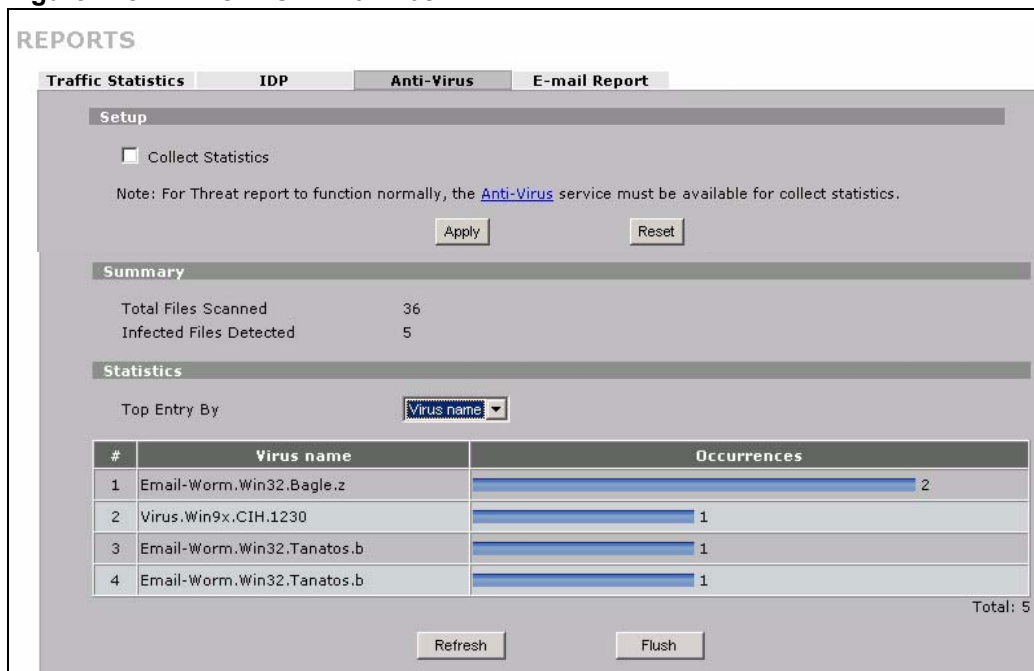 REPORTS
Traffic Statistics IDP Anti-Virus E-mail Report
Setup
Collect Statistics
Note: For Threat report to function normally, the Anti-Virus service must be available for collect statistics.
Apply Reset
Summary
Total Files Scanned 36
Infected Files Detected 5
Statistics
Top Entry By Virus name
# Virus name Occurrences
1 Email-Worm.Win32.Bagle.z 2
2 Virus.Win9x.CIH.1230 1
3 Email-Worm.Win32.Tanatos.b 1
4 Email-Worm.Win32.Tanatos.b 1
Total: 5
Refresh Flush